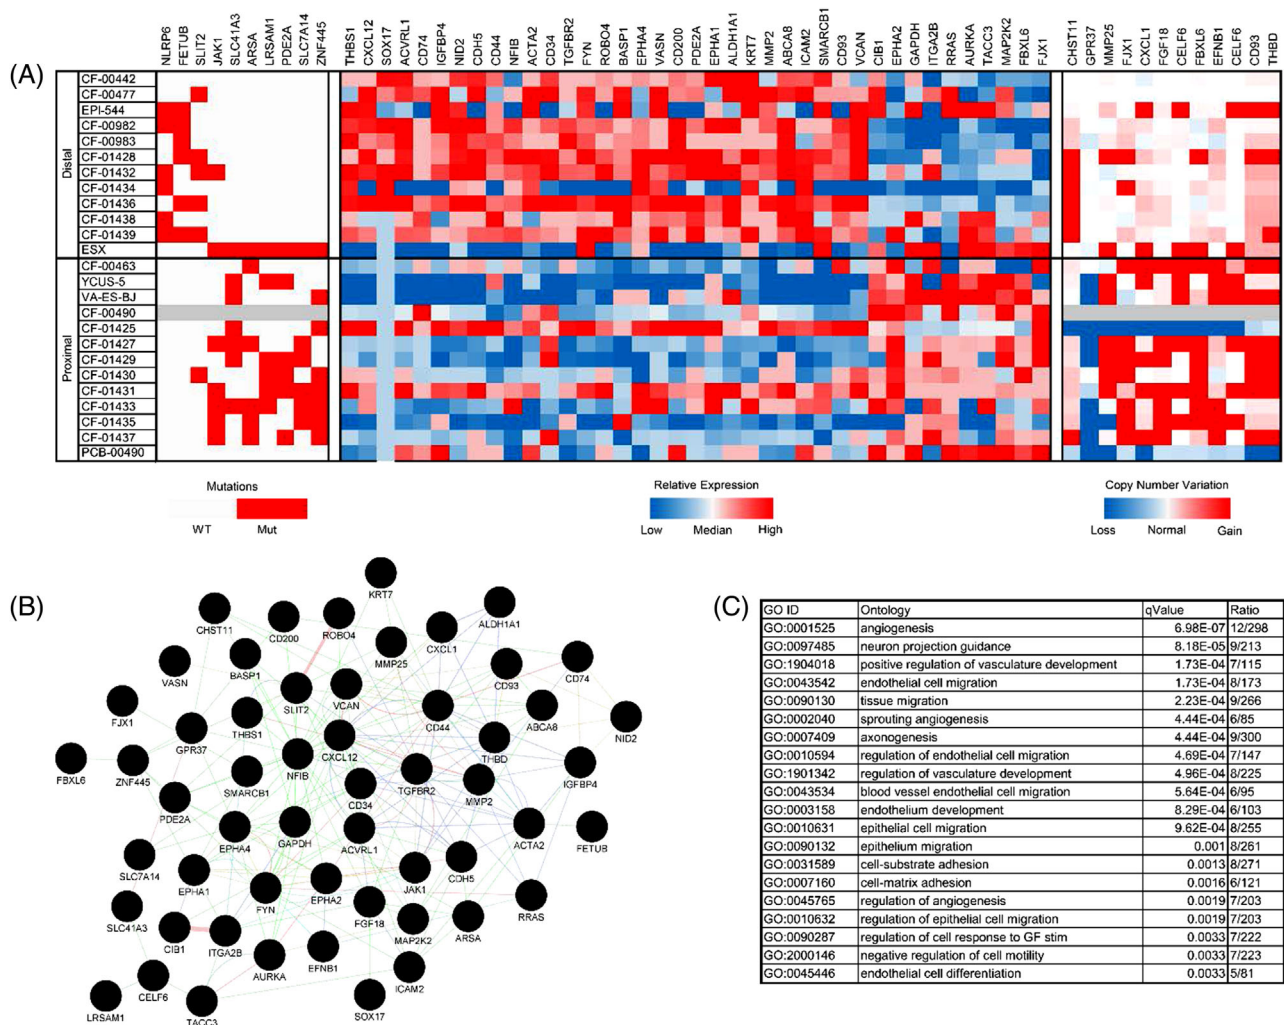 NLRP6 FETUB SLIT2 JAK1 SLC41A3 ARSA LRSAM1 PDE2A SLC7A14 ZNF445 THBS1 CXCL12 SOX17 ACVRL1 CD74 IGFBP4 NID2 CDH5 CD44 NFIB ACTA2 CD34 TGFBR2 FYN ROBO4 BASP1 EPHA4 VASN CD200 PDE2A EPHA1 ALDH1A1 KRT7 MMP2 ABCA8 ICAM2 SMARCB1 CD93 VCAN CIB1 EPHA2 GAPDH ITGA2B RRAS AURKA TACC3 MAP2K2 FBXL6 FJX1 CHST11 GPR37 MMP25 FJX1 CXCL1 FGF18 CELF6 FBXL6 EFNB1 CELF6 CD93 THBD
(A)
Distal
CF-00442
CF-00477
EPI-544
CF-00982
CF-00983
CF-01428
CF-01432
CF-01434
CF-01436
CF-01438
CF-01439
ESX
Proximal
CF-00463
YCUS-5
VA-ES-BJ
CF-00490
CF-01425
CF-01427
CF-01429
CF-01430
CF-01431
CF-01433
CF-01435
CF-01437
PCB-00490
Mutations
WT Mut
Relative Expression
Low Median High
Copy Number Variation
Loss Normal Gain
(B)
KRT7
CHST11
CD200
ROBO4
ALDH1A1
CXCL1
MMP25
BASP1
VASN
CD93
CD74
SLIT2
VCAN
FJX1
THBS1
CD44
ABCA8
NID2
GPR37
CXCL12
THBD
FBXL6
ZNF445
NFIB
SMARCB1
TGFBR2
MMP2
IGFBP4
CD34
PDE2A
EPHA4
GAPDH
ACVRL1
ACTA2
FETUB
SLC7A14
EPHA1
CDH5
JAK1
FYN
EPHA2
SLC41A3
FGF18
RRAS
MAP2K2
ARSA
CIB1
ITGA2B
AURKA
EFNB1
ICAM2
CELF6
LRSAM1
TACC3
SOX17
(C)
GO ID Ontology qValue Ratio
GO:0001525 angiogenesis 6.98E-07 12/298
GO:0097485 neuron projection guidance 8.18E-05 9/213
GO:1904018 positive regulation of vasculature development 1.73E-04 7/115
GO:0043542 endothelial cell migration 1.73E-04 8/173
GO:0090130 tissue migration 2.23E-04 9/266
GO:0002040 sprouting angiogenesis 4.44E-04 6/85
GO:0007409 axonogenesis 4.44E-04 9/300
GO:0010594 regulation of endothelial cell migration 4.69E-04 7/147
GO:1901342 regulation of vasculature development 4.96E-04 8/225
GO:0043534 blood vessel endothelial cell migration 5.64E-04 6/95
GO:0003158 endothelium development 8.29E-04 6/103
GO:0010631 epithelial cell migration 9.62E-04 8/255
GO:0090132 epithelium migration 0.001 8/261
GO:0031589 cell-substrate adhesion 0.0013 8/271
GO:0007160 cell-matrix adhesion 0.0016 6/121
GO:0045765 regulation of angiogenesis 0.0019 7/203
GO:0010632 regulation of epithelial cell migration 0.0019 7/203
GO:0090287 regulation of cell response to GF stim 0.0033 7/222
GO:2000146 negative regulation of cell motility 0.0033 7/223
GO:0045446 endothelial cell differentiation 0.0033 5/81